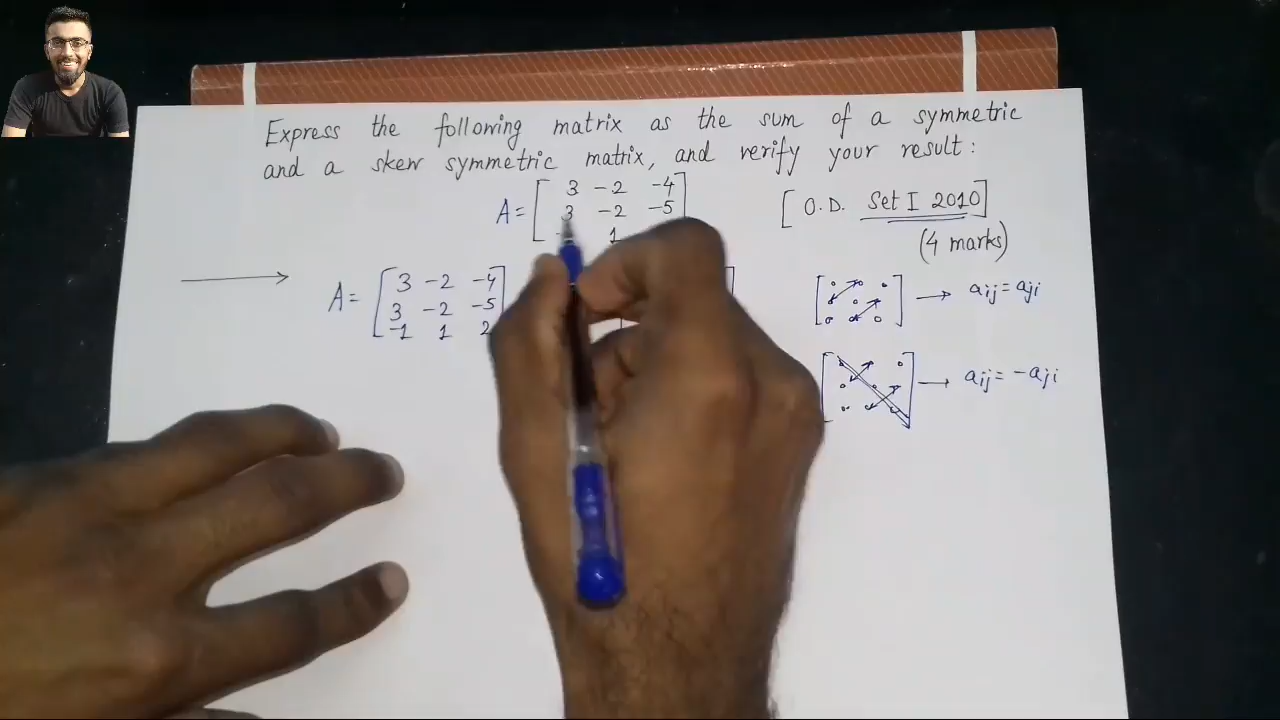 Express the following matrix as the sum of a symmetric
and a skew symmetric matrix, and verify your result :
A = [ 3 -2 -4
3 -2 -5
1
[ O.D. Set I 2010 ]
(4 marks)
A = [ 3 -2 -4 ]
3 -2 -5
-1 1 2
→ aij = aji
→ aij = -aji